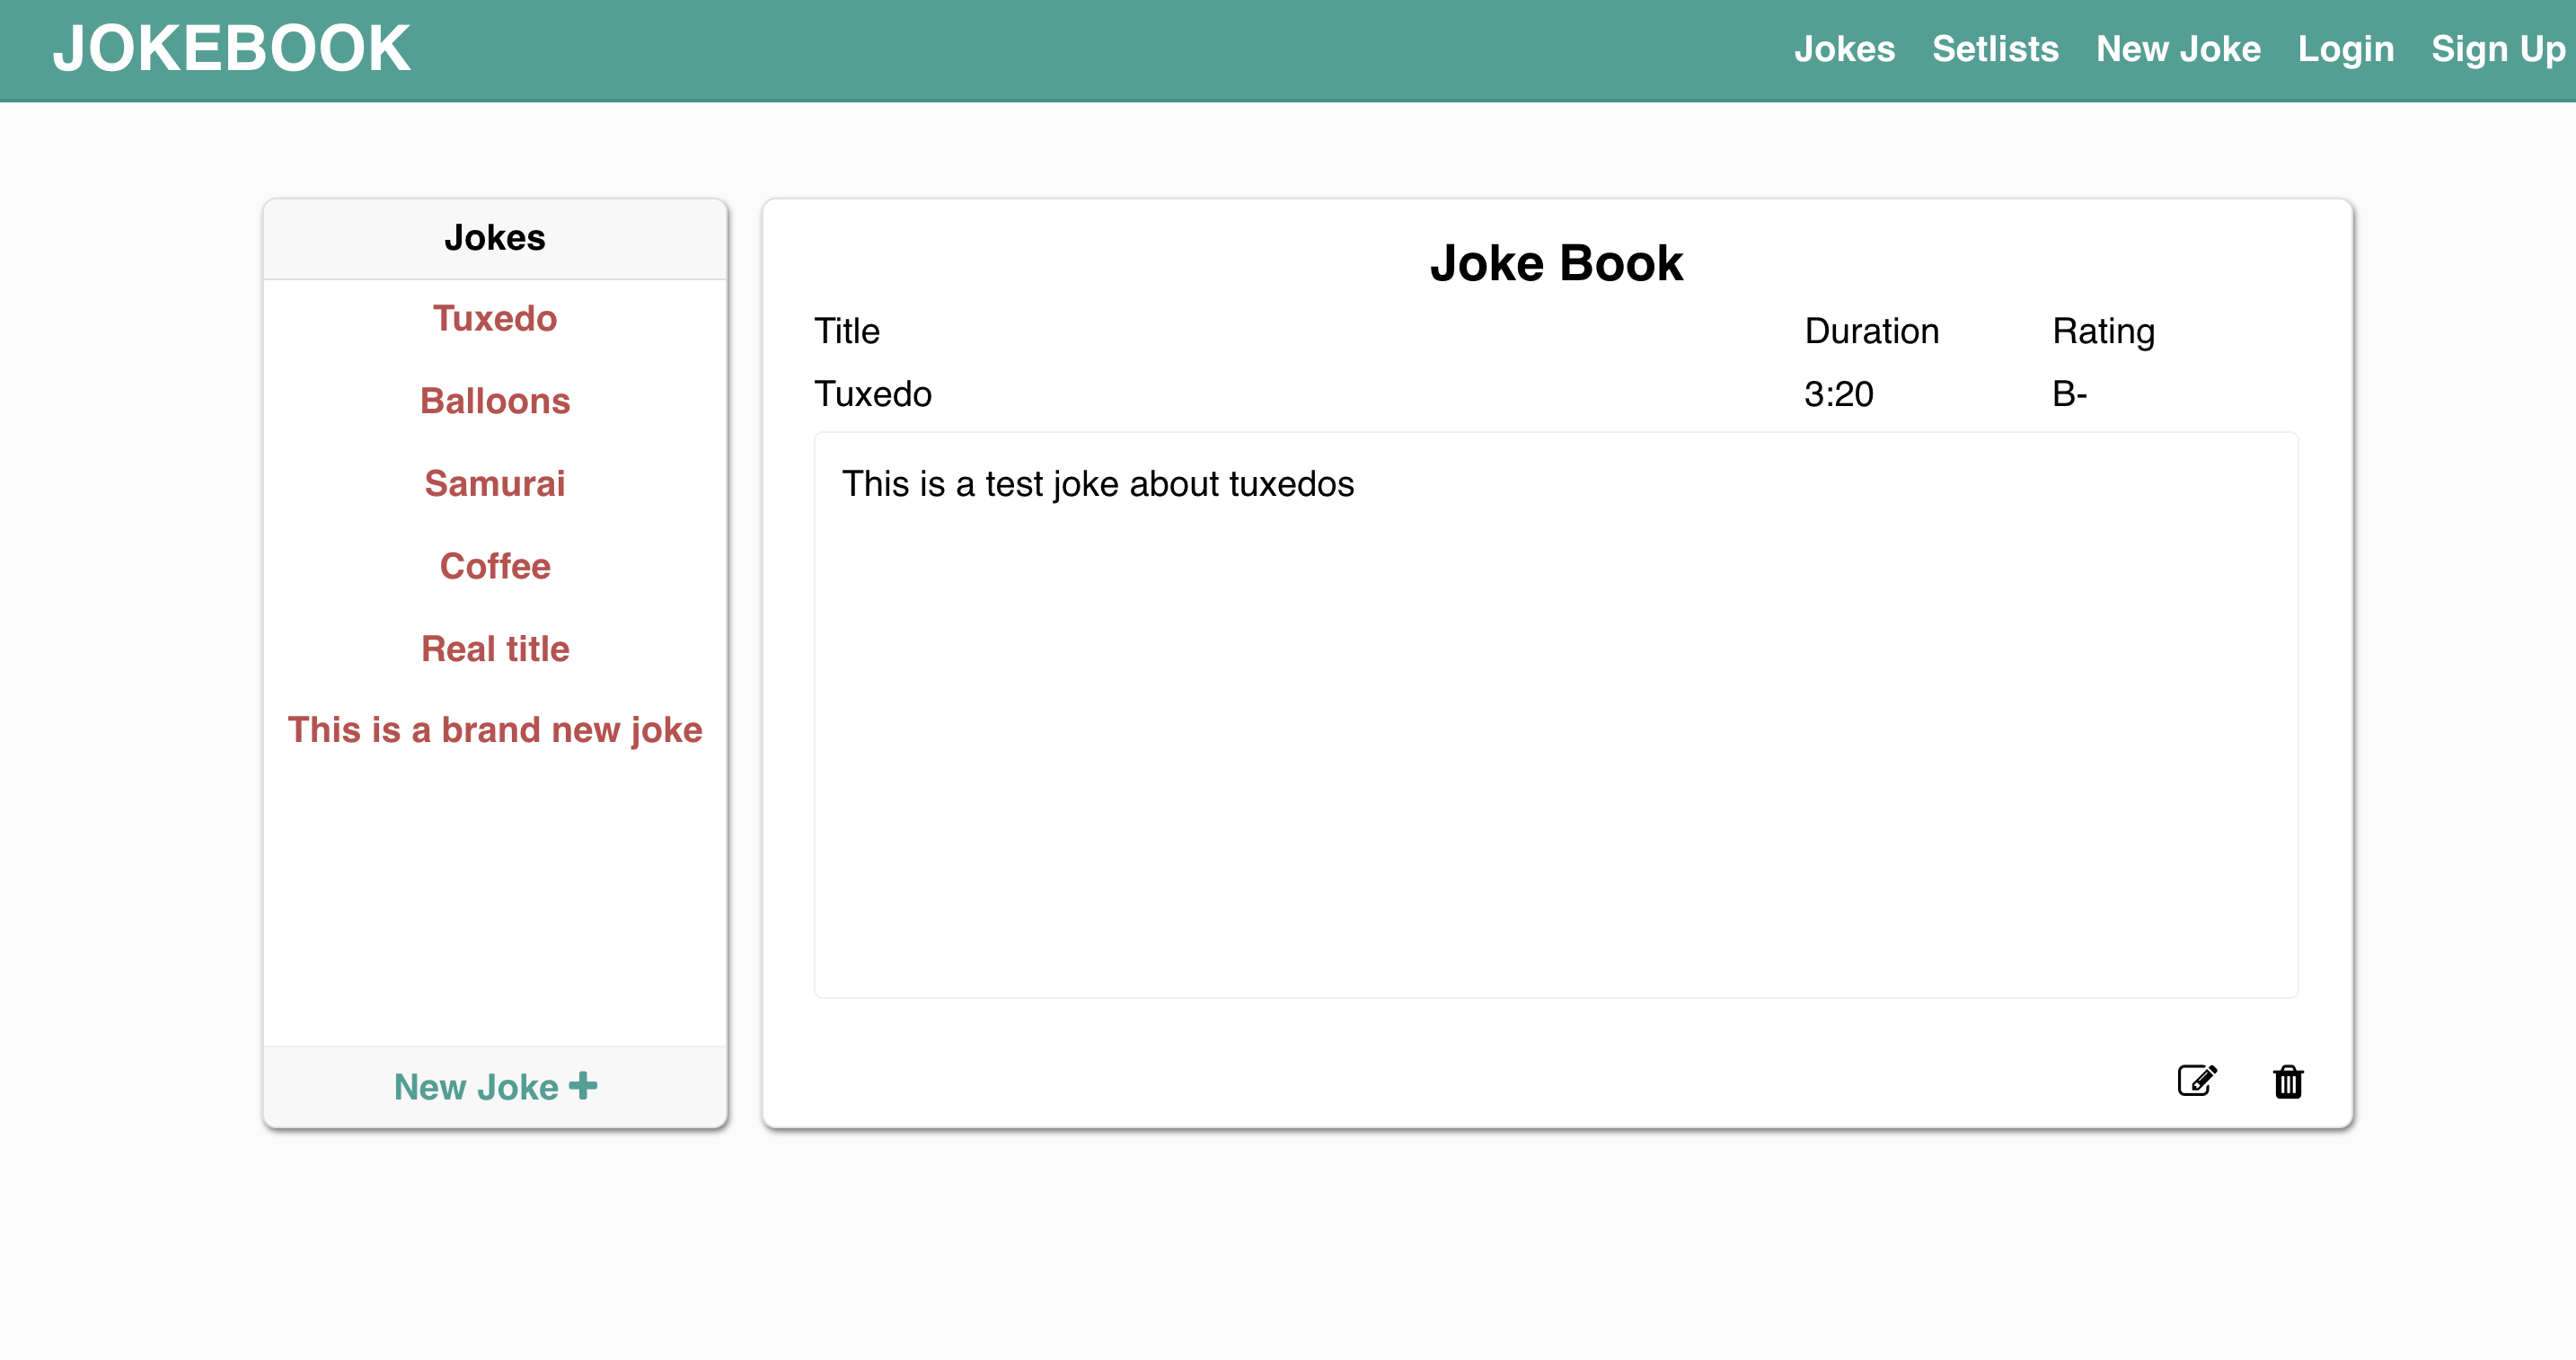 JOKEBOOK
Jokes Setlists New Joke Login Sign Up
Jokes
Tuxedo
Balloons
Samurai
Coffee
Real title
This is a brand new joke
New Joke
Joke Book
Title Duration Rating
Tuxedo 3:20 B-
This is a test joke about tuxedos